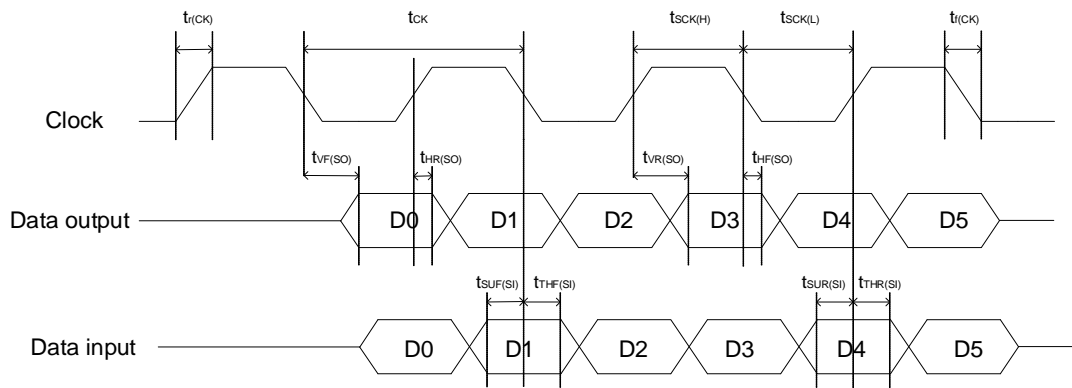 tr(CK) tCK tSCK(H) tSCK(L) tf(CK)
Clock
tVF(SO) tHR(SO) tVR(SO) tHF(SO)
Data output D0 D1 D2 D3 D4 D5
tSUF(SI) tTHF(SI) tSUR(SI) tTHR(SI)
Data input D0 D1 D2 D3 D4 D5